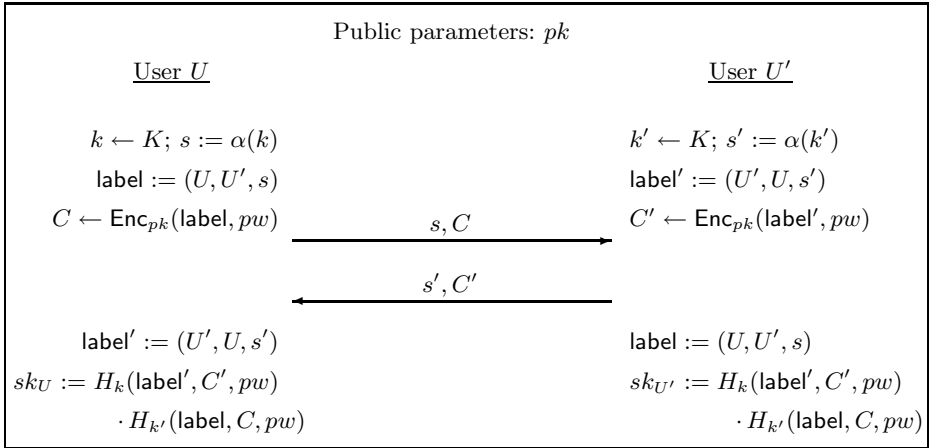 Public parameters: pk
User U
User U′
k ← K; s := α(k)
k′ ← K; s′ := α(k′)
label := (U, U′, s)
label′ := (U′, U, s′)
C ← Enc_pk(label, pw)
C′ ← Enc_pk(label′, pw)
s, C
s′, C′
label′ := (U′, U, s′)
label := (U, U′, s)
sk_U := H_k(label′, C′, pw)
sk_U′ := H_k(label′, C′, pw)
· H_k′(label, C, pw)
· H_k′(label, C, pw)